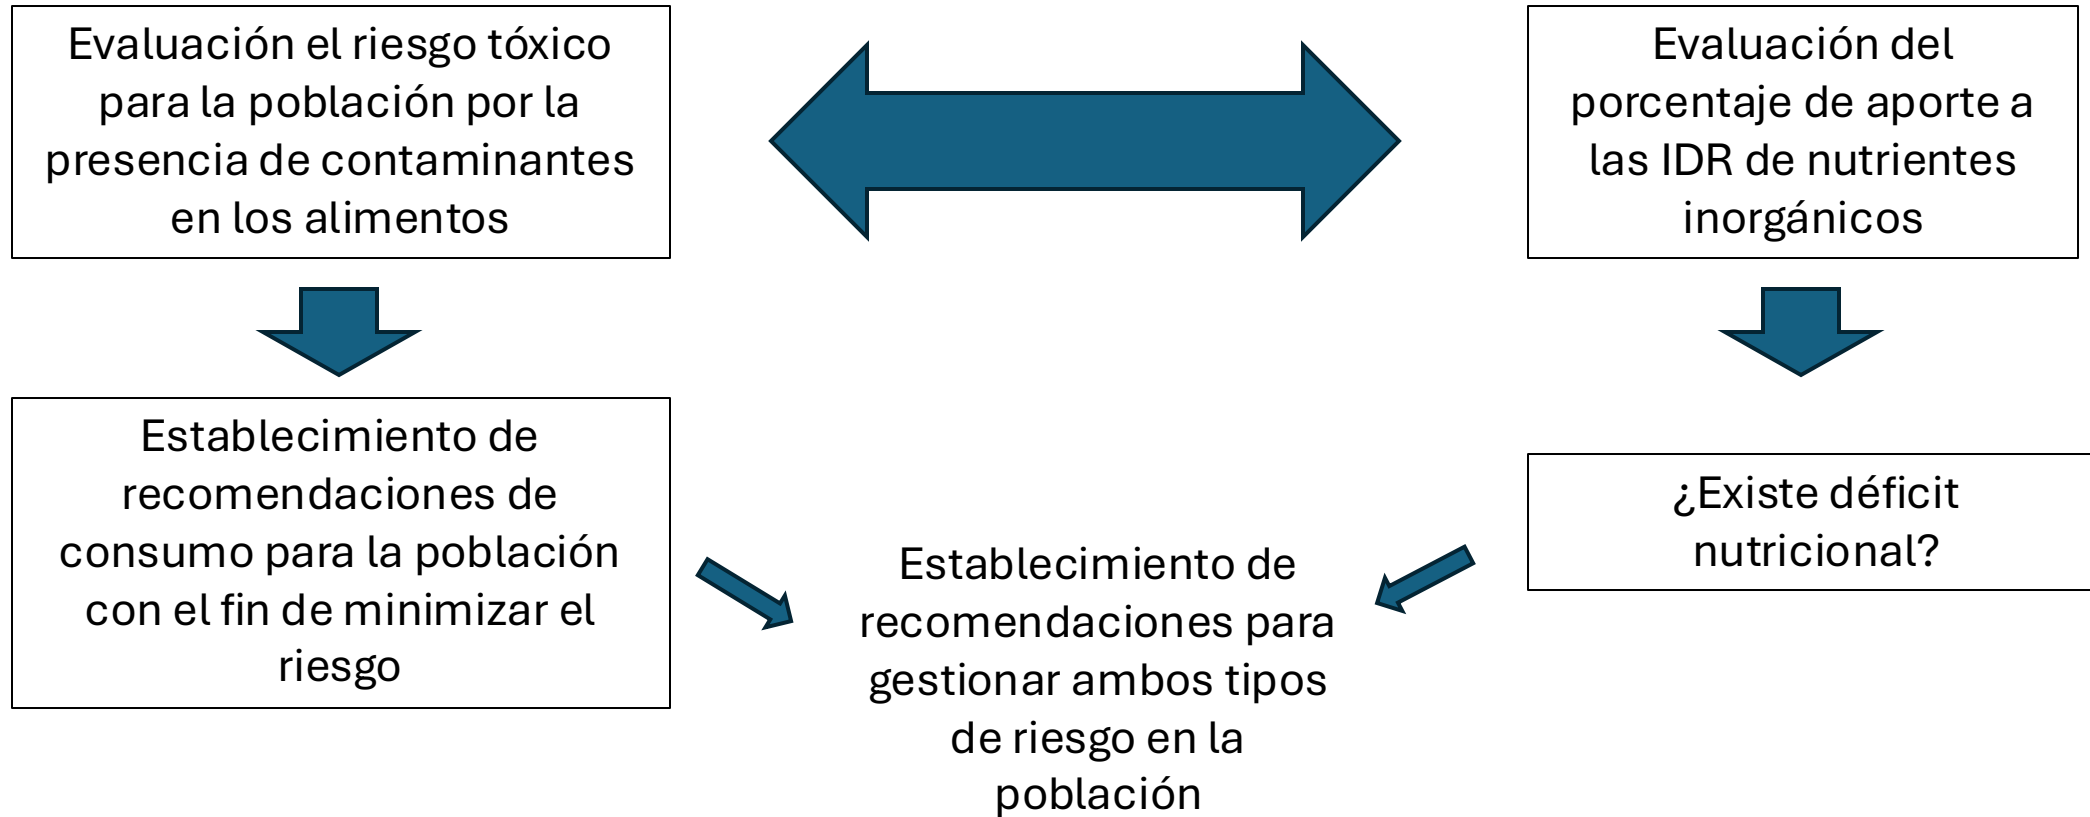 Evaluación el riesgo tóxico
para la población por la
presencia de contaminantes
en los alimentos
Evaluación del
porcentaje de aporte a
las IDR de nutrientes
inorgánicos
Establecimiento de
recomendaciones de
consumo para la población
con el fin de minimizar el
riesgo
¿Existe déficit
nutricional?
Establecimiento de
recomendaciones para
gestionar ambos tipos
de riesgo en la
población